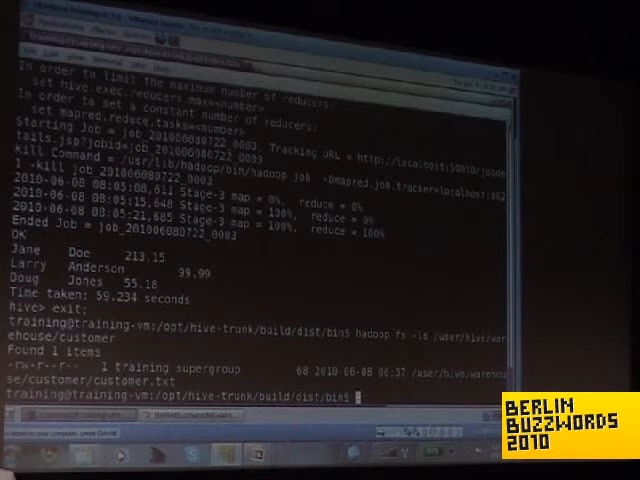 In order to limit the maximum number of reducers:
set hive.exec.reducers.max=<number>
In order to set a constant number of reducers:
set mapred.reduce.tasks=<number>
Starting Job = job_201006080722_0003, Tracking URL = http://localhost:50030/jobde
tails.jsp?jobid=job_201006080722_0003
Kill Command = /usr/lib/hadoop/bin/hadoop job -Dmapred.job.tracker=localhost:802
1 -kill job_201006080722_0003
2010-06-08 08:05:08,611 Stage-3 map = 0%, reduce = 0%
2010-06-08 08:05:15,648 Stage-3 map = 100%, reduce = 0%
2010-06-08 08:05:21,685 Stage-3 map = 100%, reduce = 100%
Ended Job = job_201006080722_0003
OK
Jane Doe 213.15
Larry Anderson 99.99
Doug Jones 55.18
Time taken: 59.234 seconds
hive> exit;
training@training-vm:/opt/hive-trunk/build/dist/bin$ hadoop fs -ls /user/hive/war
ehouse/customer
Found 1 items
-rw-r--r-- 1 training supergroup 68 2010-06-08 06:37 /user/hive/warehou
se/customer/customer.txt
training@training-vm:/opt/hive-trunk/build/dist/bin$
BERLIN
BUZZWORDS
2010